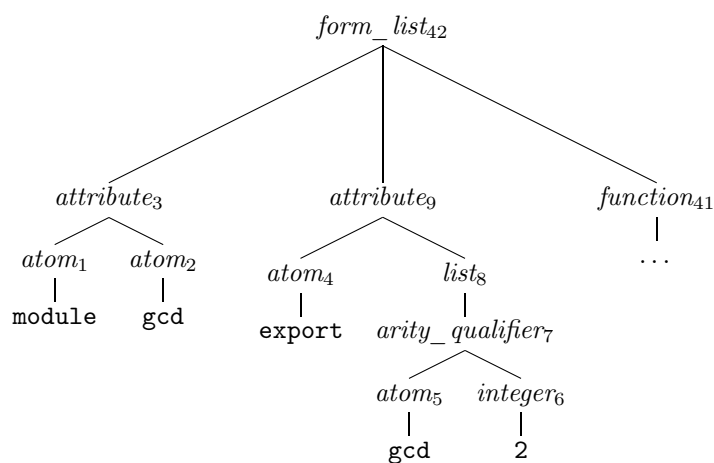 form_list42
attribute3 attribute9 function41
atom1 atom2 atom4 list8 ...
module gcd export arity_qualifier7
atom5 integer6
gcd 2